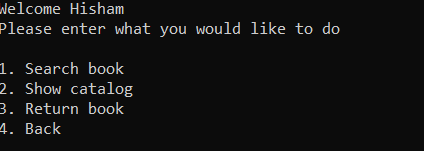 Welcome Hisham
Please enter what you would like to do
1. Search book
2. Show catalog
3. Return book
4. Back